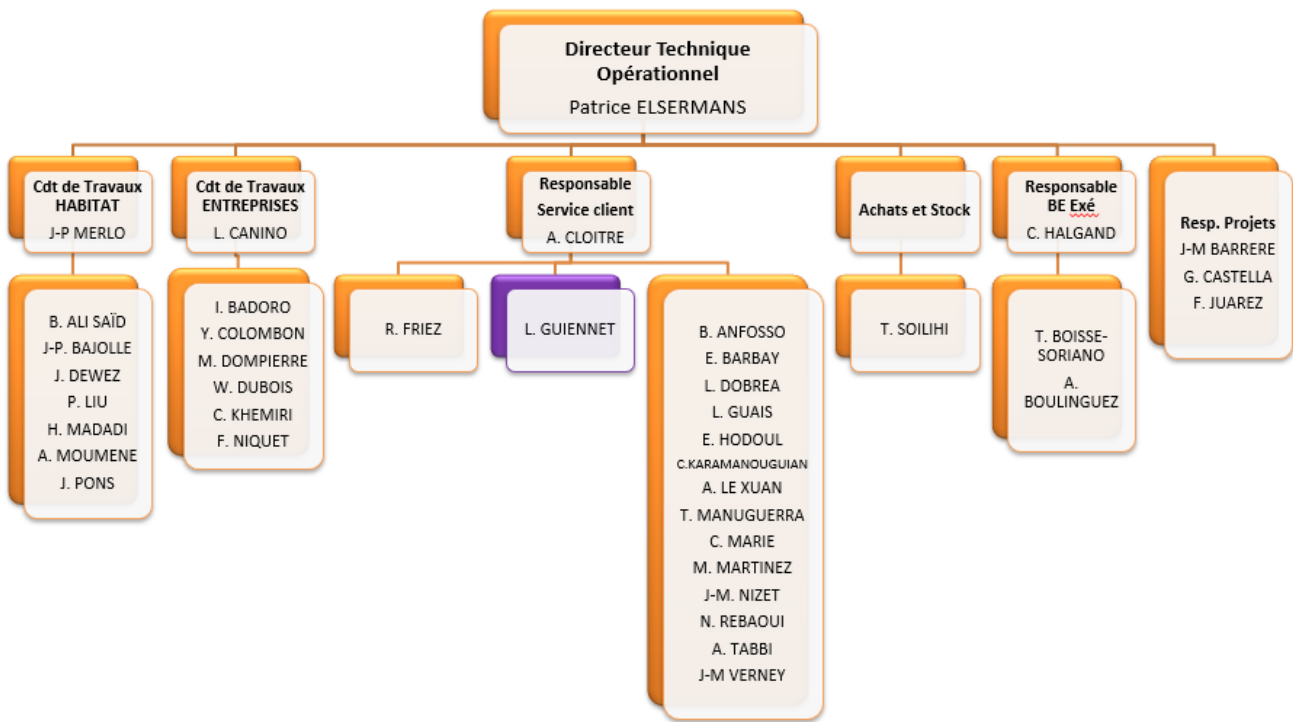 Directeur Technique
Opérationnel
Patrice ELSERMANS
Cdt de Travaux
HABITAT
J-P MERLO
Cdt de Travaux
ENTREPRISES
L. CANINO
Responsable
Service client
A. CLOITRE
Achats et Stock
Responsable
BE Exé
C. HALGAND
Resp. Projets
J-M BARRERE
G. CASTELLA
F. JUAREZ
B. ALI SAÏD
J-P. BAJOLLE
J. DEWEZ
P. LIU
H. MADADI
A. MOUMENE
J. PONS
I. BADORO
Y. COLOMBON
M. DOMPIERRE
W. DUBOIS
C. KHEMIRI
F. NIQUET
R. FRIEZ
L. GUIENNET
B. ANFOSSO
E. BARBAY
L. DOBREA
L. GUAIS
E. HODOUL
C.KARAMANOUGUIAN
A. LE XUAN
T. MANUGUERRA
C. MARIE
M. MARTINEZ
J-M. NIZET
N. REBAOUI
A. TABBI
J-M VERNEY
T. SOILIHI
T. BOISSE-
SORIANO
A.
BOULINGUEZ